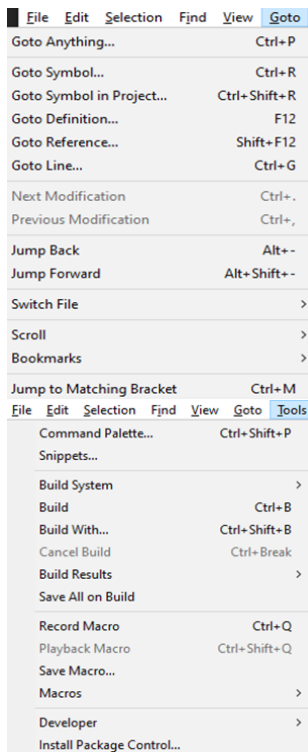 File Edit Selection Find View Goto
Goto Anything... Ctrl+P
Goto Symbol... Ctrl+R
Goto Symbol in Project... Ctrl+Shift+R
Goto Definition... F12
Goto Reference... Shift+F12
Goto Line... Ctrl+G
Next Modification Ctrl+.
Previous Modification Ctrl+,
Jump Back Alt+-
Jump Forward Alt+Shift+-
Switch File >
Scroll >
Bookmarks >
Jump to Matching Bracket Ctrl+M
File Edit Selection Find View Goto Tools
Command Palette... Ctrl+Shift+P
Snippets...
Build System >
Build Ctrl+B
Build With... Ctrl+Shift+B
Cancel Build Ctrl+Break
Build Results >
Save All on Build
Record Macro Ctrl+Q
Playback Macro Ctrl+Shift+Q
Save Macro...
Macros >
Developer >
Install Package Control...